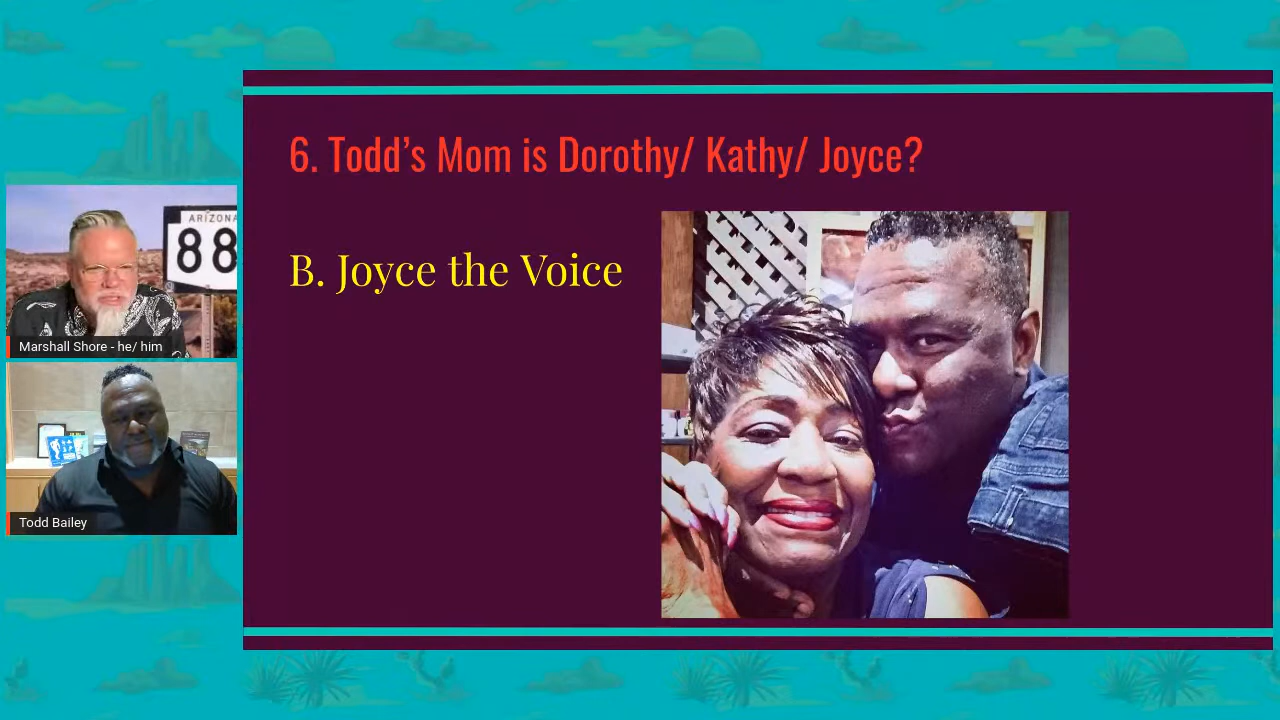 6. Todd’s Mom is Dorothy/ Kathy/ Joyce?
B. Joyce the Voice
ARIZONA
88
Marshall Shore - he/ him
Todd Bailey